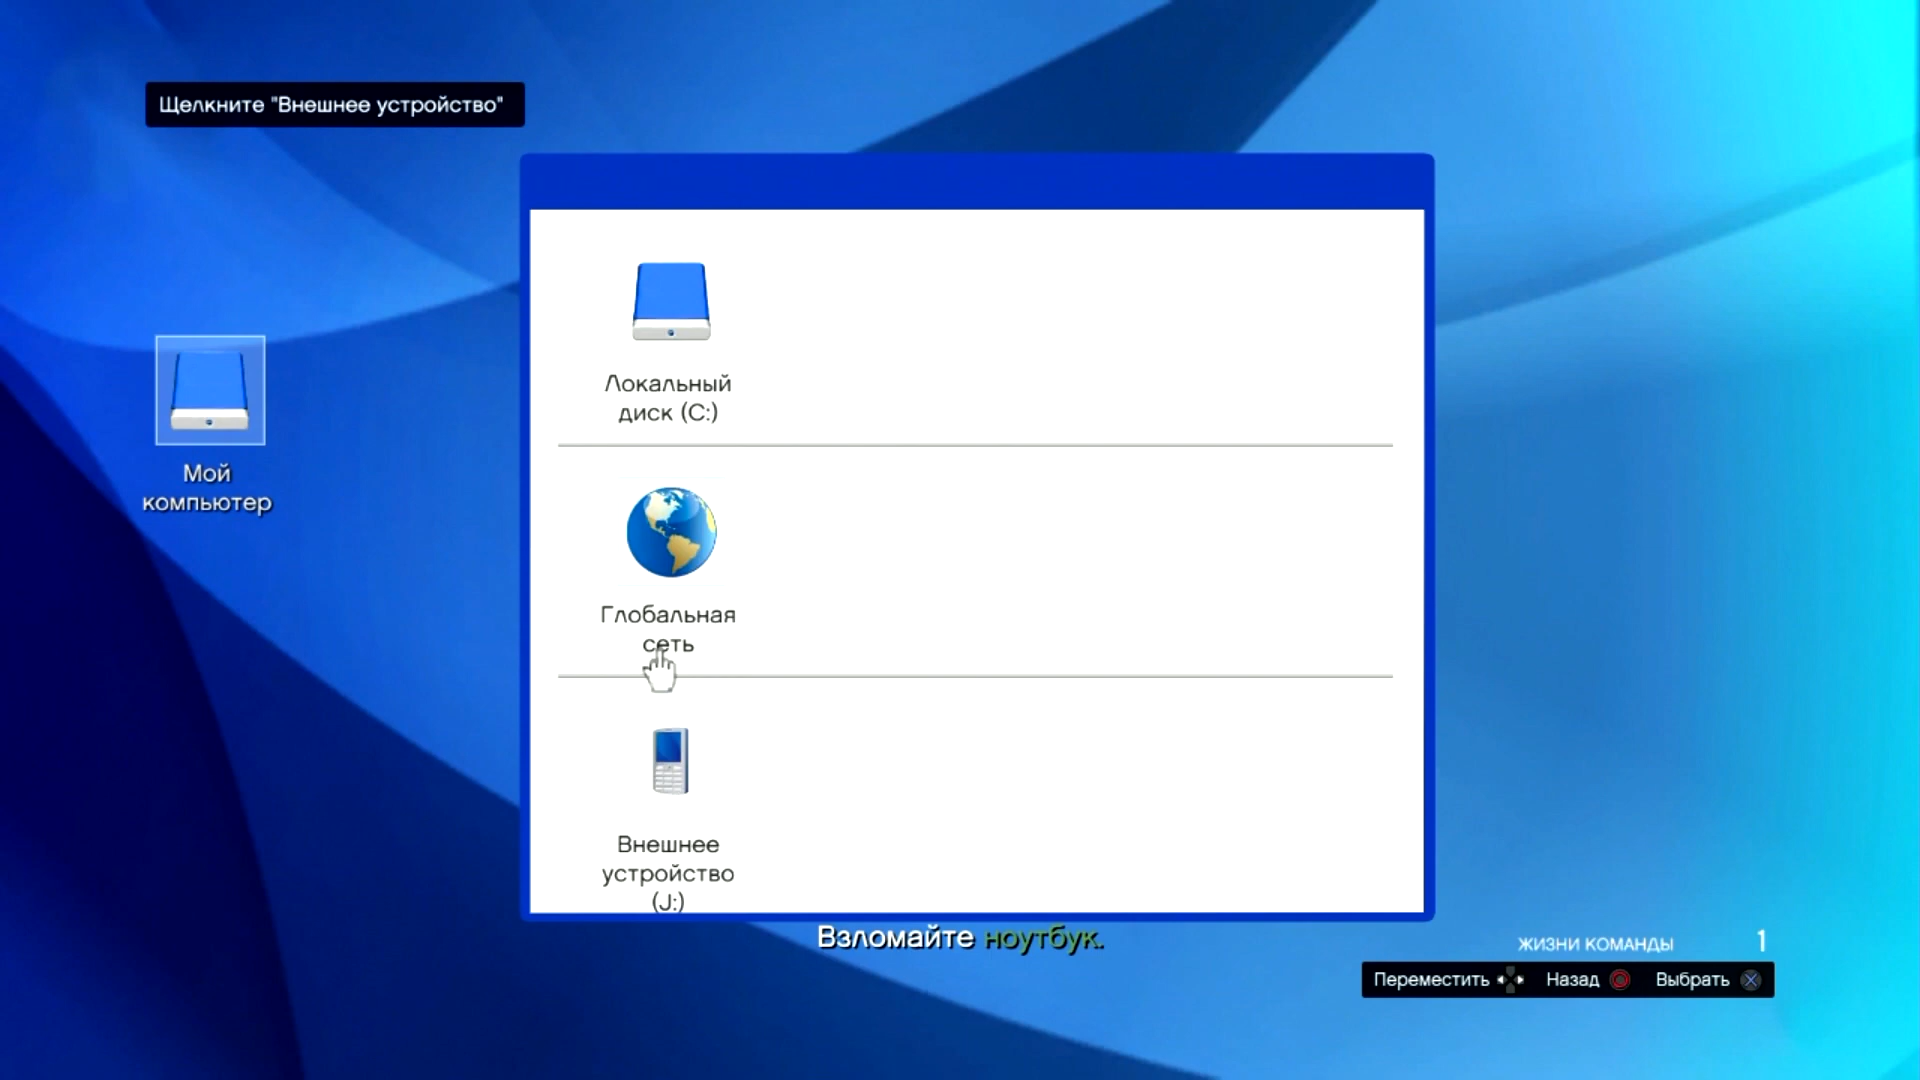 Щелкните "Внешнее устройство"
Локальный
диск (C:)
Мой
компьютер
Глобальная
сеть
Внешнее
устройство
(J:)
Взломайте ноутбук.
ЖИЗНИ КОМАНДЫ 1
Переместить Назад Выбрать